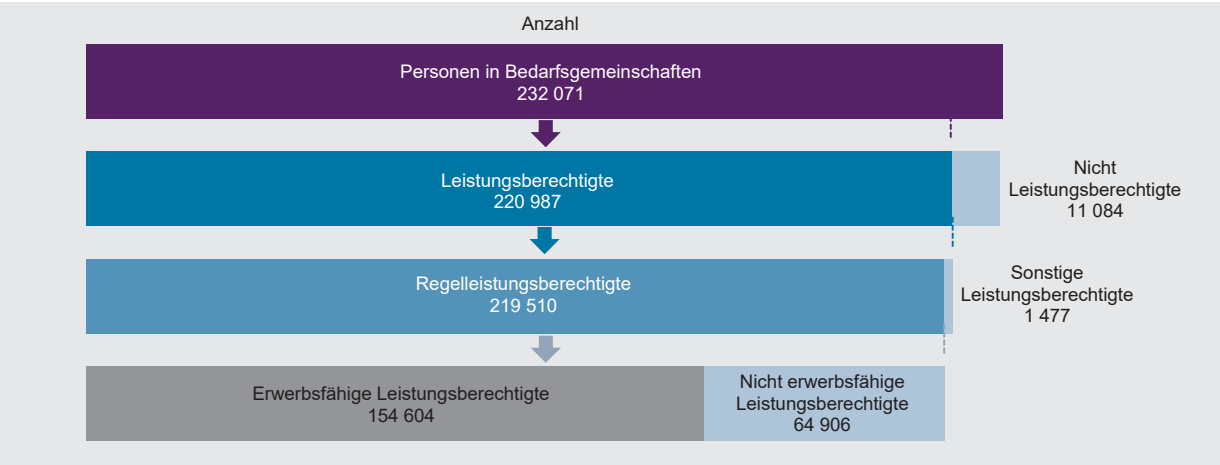 Anzahl
Personen in Bedarfsgemeinschaften
232 071
Leistungsberechtigte
220 987
Nicht
Leistungsberechtigte
11 084
Regelleistungsberechtigte
219 510
Sonstige
Leistungsberechtigte
1 477
Erwerbsfähige Leistungsberechtigte
154 604
Nicht erwerbsfähige
Leistungsberechtigte
64 906